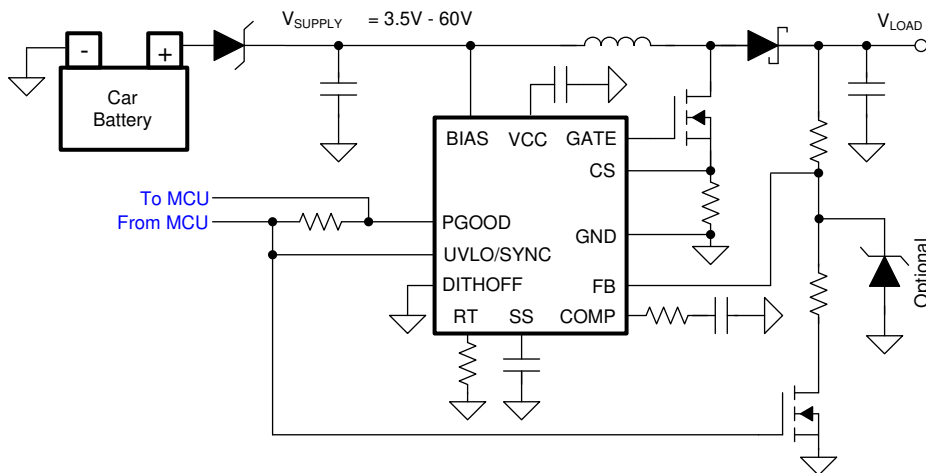 V_SUPPLY = 3.5V - 60V
V_LOAD
- +
Car
Battery
BIAS VCC GATE
CS
To MCU
From MCU
PGOOD
GND
UVLO/SYNC
DITHOFF
FB
RT SS COMP
Optional